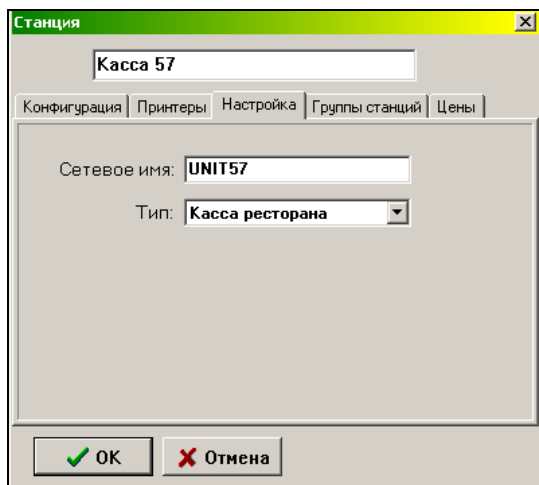 Станция
Касса 57
Конфигурация Принтеры Настройка Группы станций Цены
Сетевое имя: UNIT57
Тип: Касса ресторана
OK Отмена